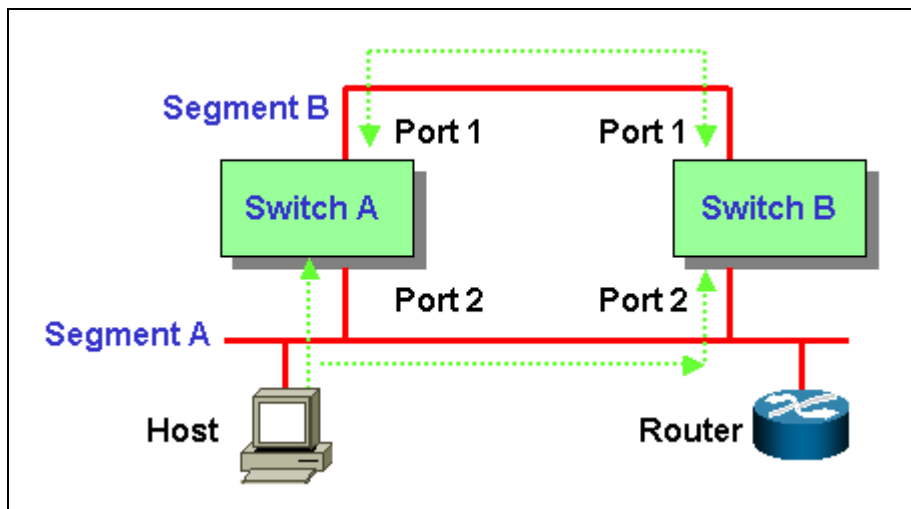 Segment B
Port 1
Port 1
Switch A
Switch B
Port 2
Port 2
Segment A
Host
Router